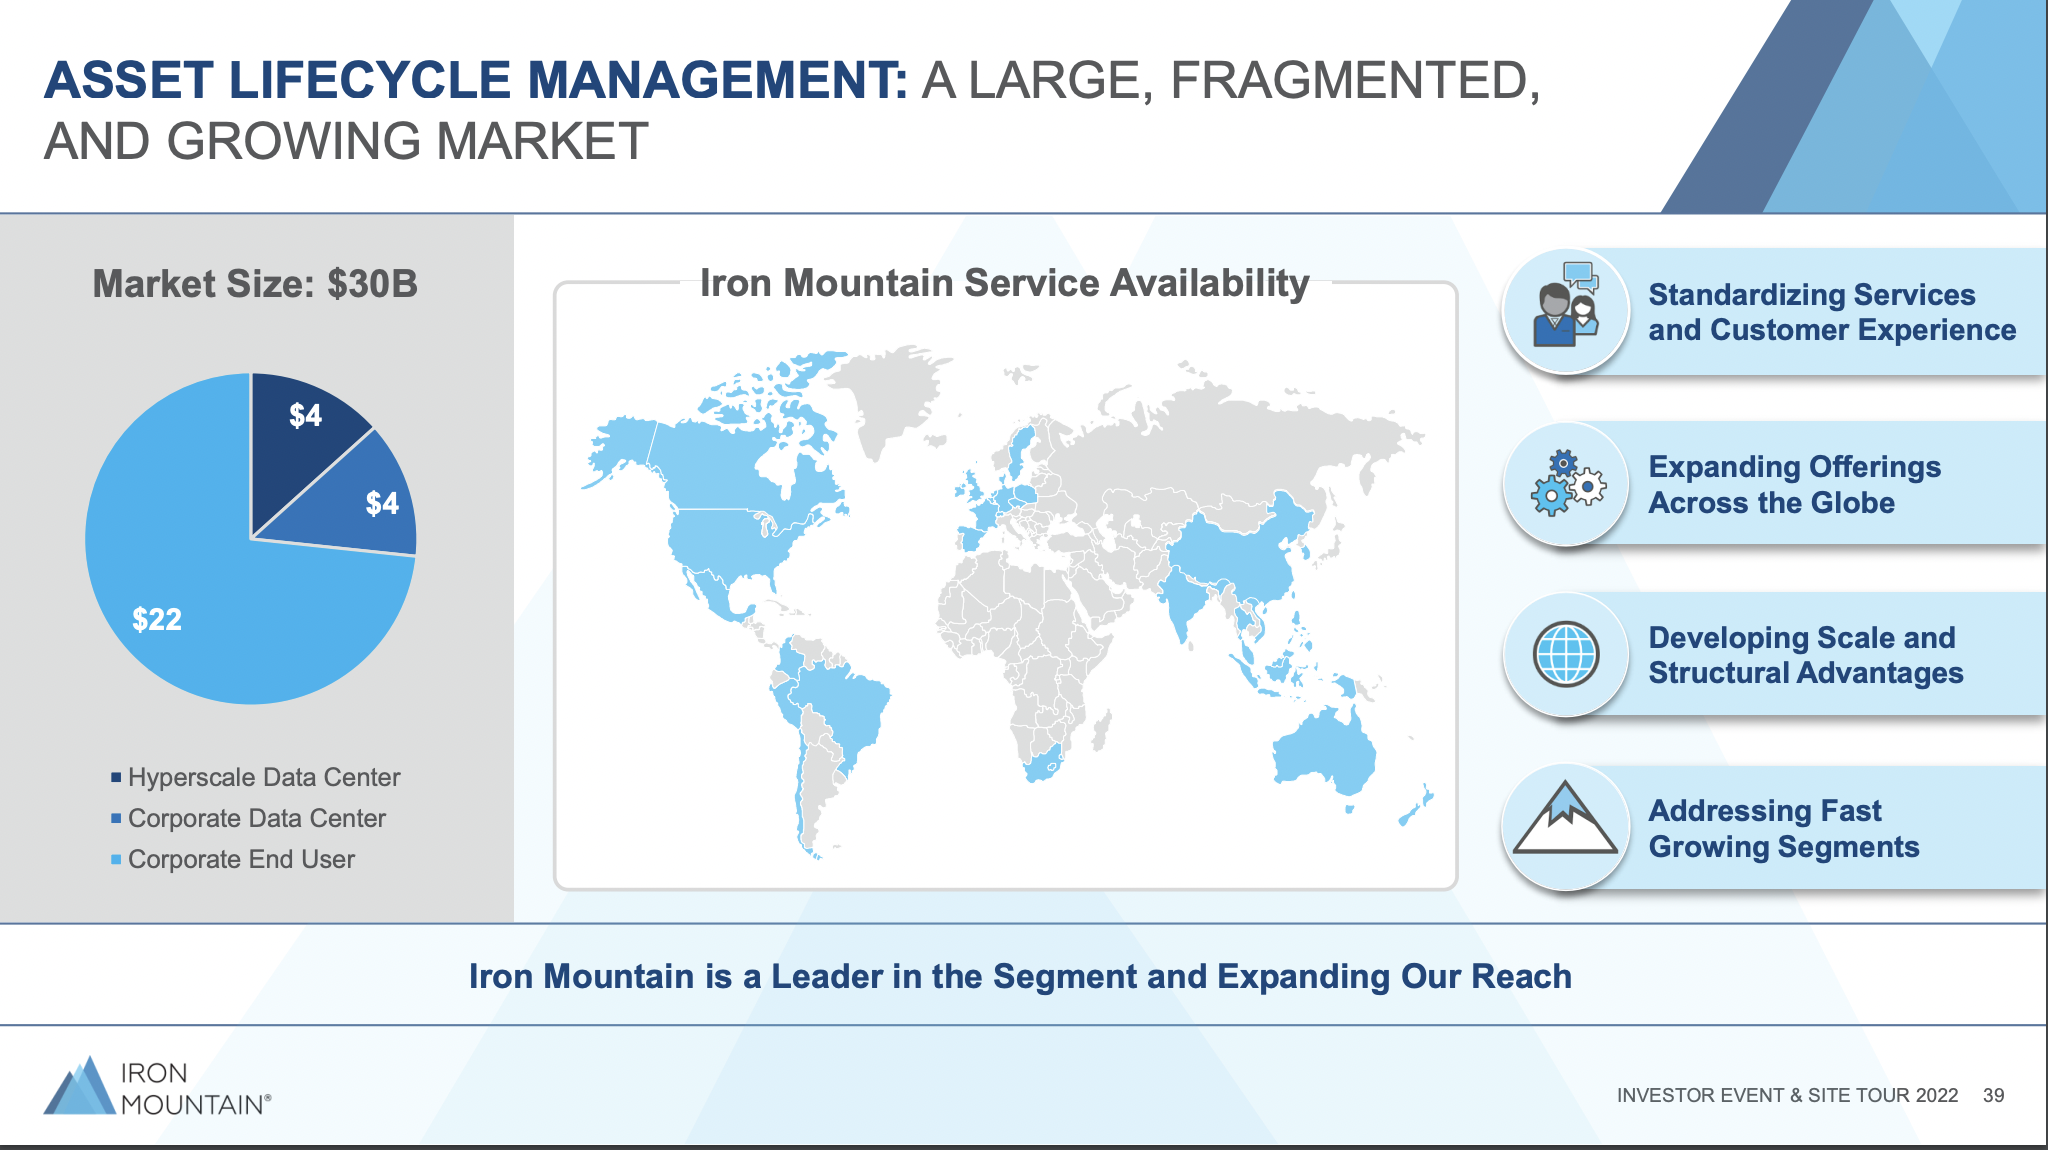 ASSET LIFECYCLE MANAGEMENT: A LARGE, FRAGMENTED,
AND GROWING MARKET
Market Size: $30B
$4
$4
$22
■ Hyperscale Data Center
■ Corporate Data Center
■ Corporate End User
Iron Mountain Service Availability
Standardizing Services
and Customer Experience
Expanding Offerings
Across the Globe
Developing Scale and
Structural Advantages
Addressing Fast
Growing Segments
Iron Mountain is a Leader in the Segment and Expanding Our Reach
IRON
MOUNTAIN®
INVESTOR EVENT & SITE TOUR 2022 39